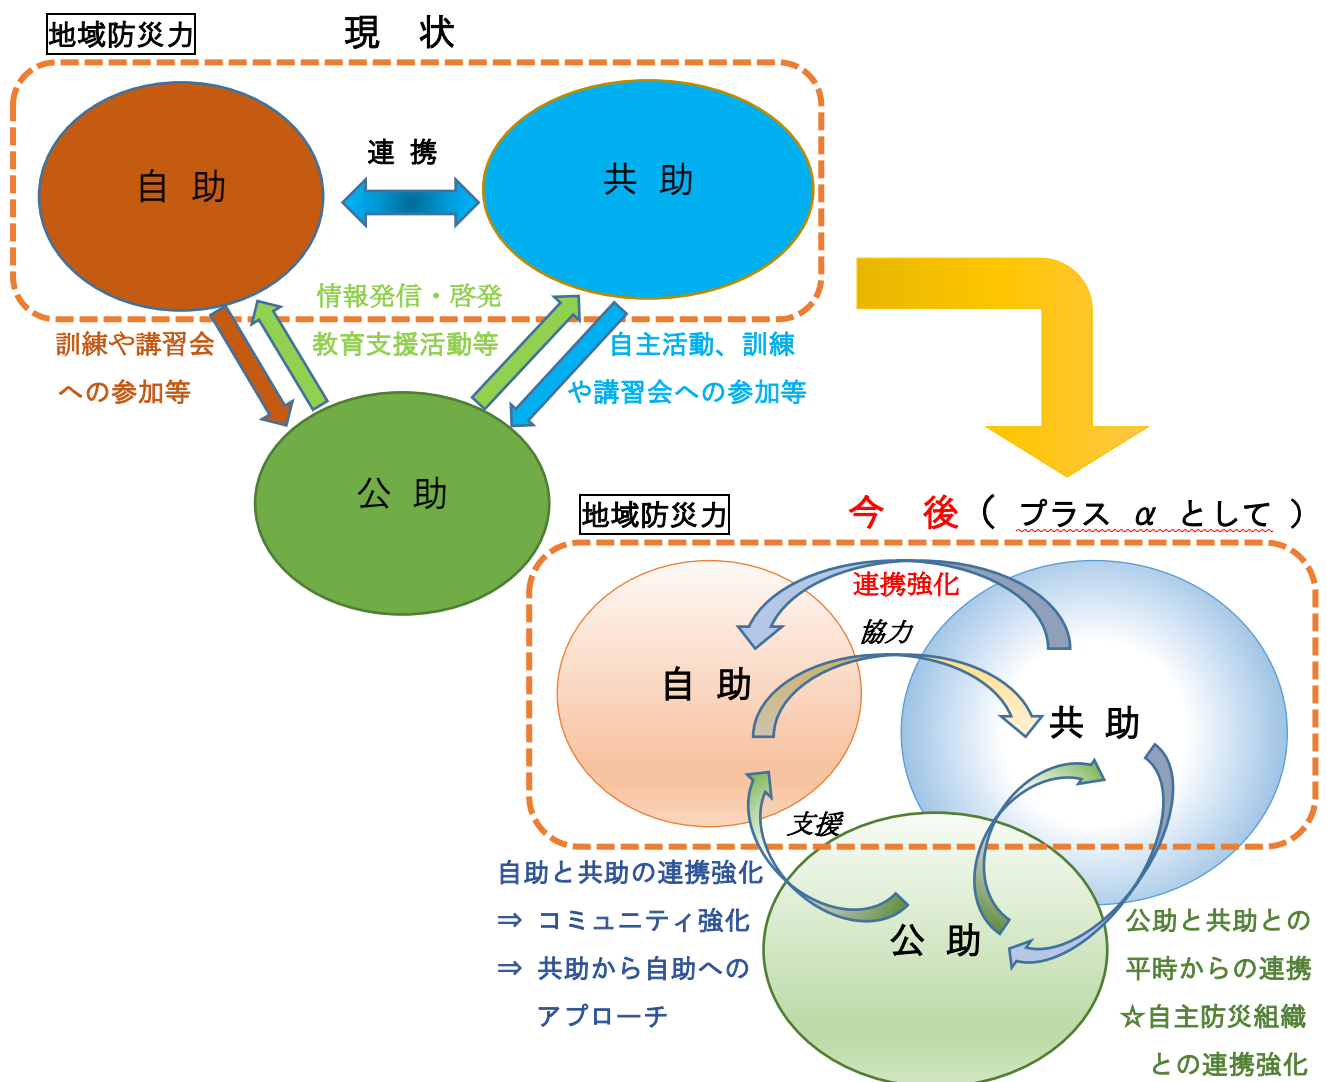 地域防災力
現　状
連 携
自 助
共 助
情報発信・啓発
教育支援活動等
訓練や講習会
への参加等
自主活動、訓練
や講習会への参加等
公 助
地域防災力
今　後（ プラス α として ）
連携強化
協力
自 助
共 助
支援
公 助
自助と共助の連携強化
⇒ コミュニティ強化
⇒ 共助から自助への
アプローチ
公助と共助との
平時からの連携
☆自主防災組織
との連携強化